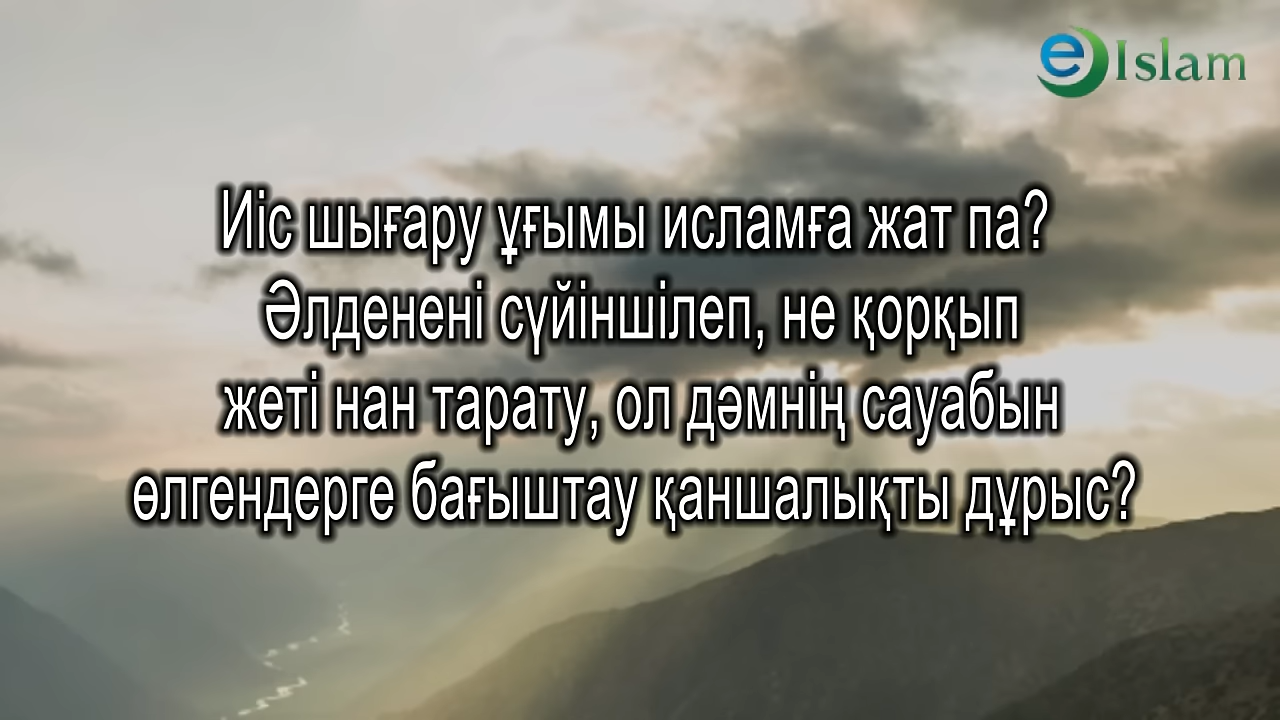 e Islam
Иіс шығару ұғымы исламға жат па?
Әлденені сүйіншілеп, не қорқып
жеті нан тарату, ол дәмнің сауабын
өлгендерге бағыштау қаншалықты дұрыс?